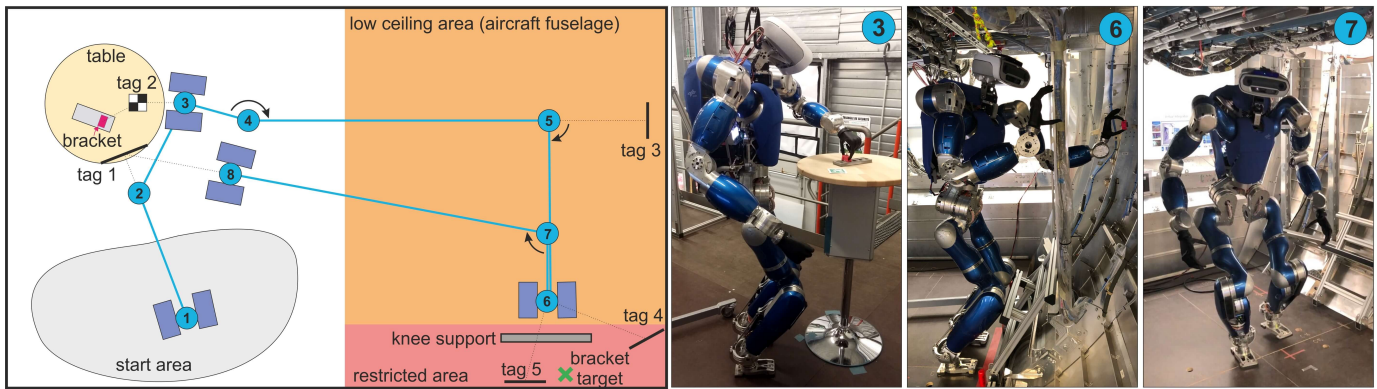 low ceiling area (aircraft fuselage)
table
tag 2
bracket
tag 1
3
4
5
tag 3
8
2
7
1
6
tag 4
start area
knee support
tag 5
bracket
target
restricted area
3
6
7